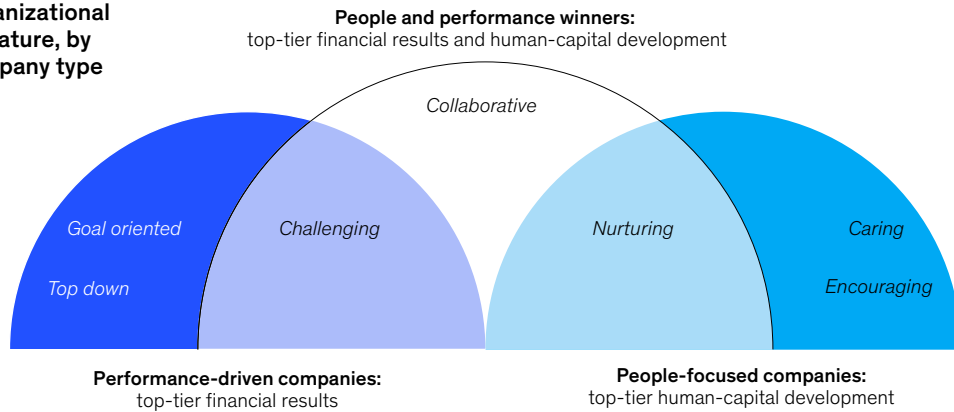 anizational
ature, by
pany type
People and performance winners:
top-tier financial results and human-capital development
Collaborative
Goal oriented
Challenging
Nurturing
Caring
Top down
Encouraging
Performance-driven companies:
top-tier financial results
People-focused companies:
top-tier human-capital development